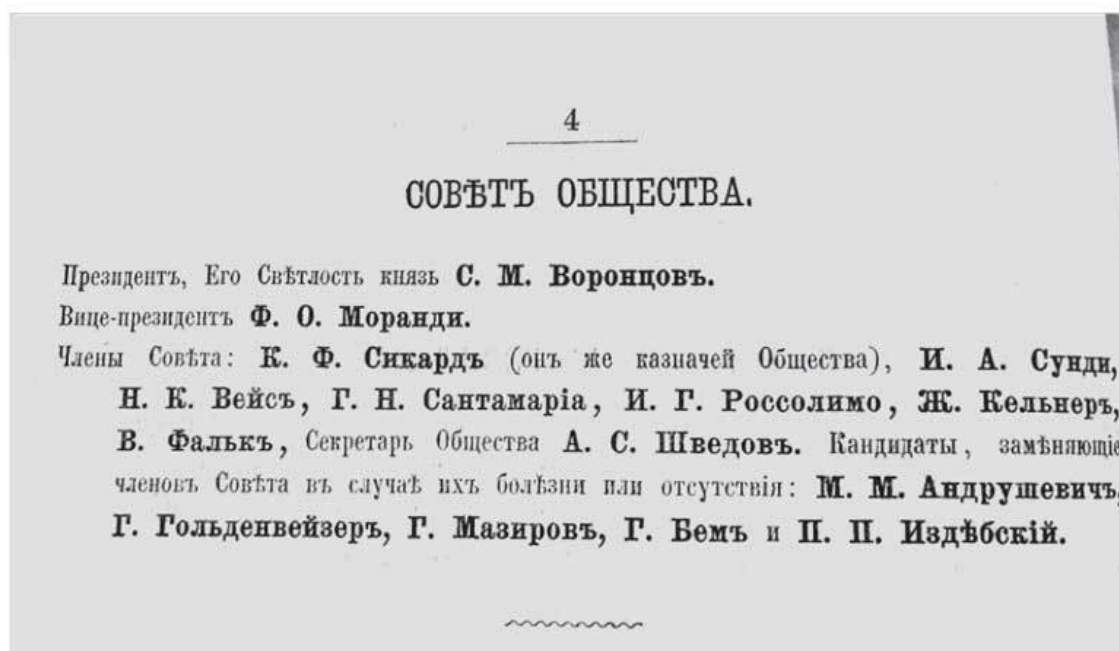 4
СОВѢТЪ ОБЩЕСТВА.
Президентъ, Его Свѣтлость князь С. М. Воронцовъ.
Вице-президентъ Ф. О. Моранди.
Члены Совѣта: К. Ф. Сикардъ (онъ же казначей Общества), И. А. Сунди,
Н. К. Вейсъ, Г. Н. Сантамаріа, И. Г. Россолимо, Ж. Кельнеръ,
В. Фалькъ, Секретарь Общества А. С. Шведовъ. Кандидаты, замѣняющіе
членовъ Совѣта въ случаѣ ихъ болѣзни или отсутствія: М. М. Андрушевичъ,
Г. Гольденвейзеръ, Г. Мазировъ, Г. Бемъ и П. П. Издѣбскій.